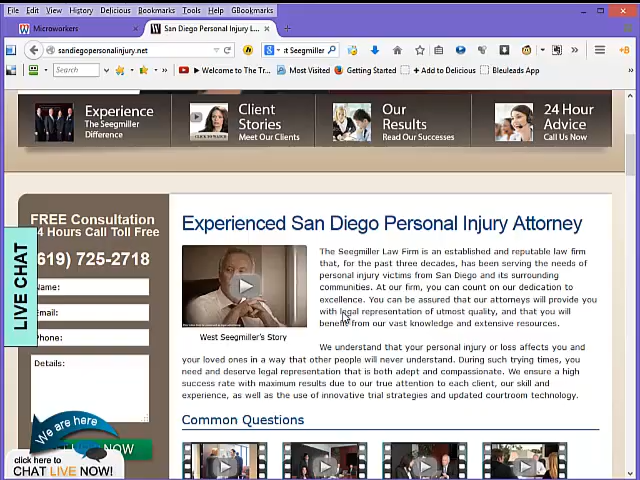 File Edit View History Delicious Bookmarks Tools Help GBookmarks
Microworkers
San Diego Personal Injury L...
sandiegopersonalinjury.net
:t Seegmiller
Search
Welcome to The Tr...
Most Visited
Getting Started
+ Add to Delicious
Bleuleads App
Experience
The Seegmiller
Difference
Client
Stories
Meet Our Clients
Our
Results
Read Our Successes
24 Hour
Advice
Call Us Now
LIVE CHAT
FREE Consultation
24 Hours Call Toll Free
(619) 725-2718
Name:
Email:
Phone:
Details:
We are here
click here to
CHAT LIVE NOW!
NOW
Experienced San Diego Personal Injury Attorney
West Seegmiller's Story
The Seegmiller Law Firm is an established and reputable law firm
that, for the past three decades, has been serving the needs of
personal injury victims from San Diego and its surrounding
communities. At our firm, you can count on our dedication to
excellence. You can be assured that our attorneys will provide you
with legal representation of utmost quality, and that you will
benefit from our vast knowledge and extensive resources.
We understand that your personal injury or loss affects you and
your loved ones in a way that other people will never understand. During such trying times, you
need and deserve legal representation that is both adept and compassionate. We ensure a high
success rate with maximum results due to our true attention to each client, our skill and
experience, as well as the use of innovative trial strategies and updated courtroom technology.
Common Questions